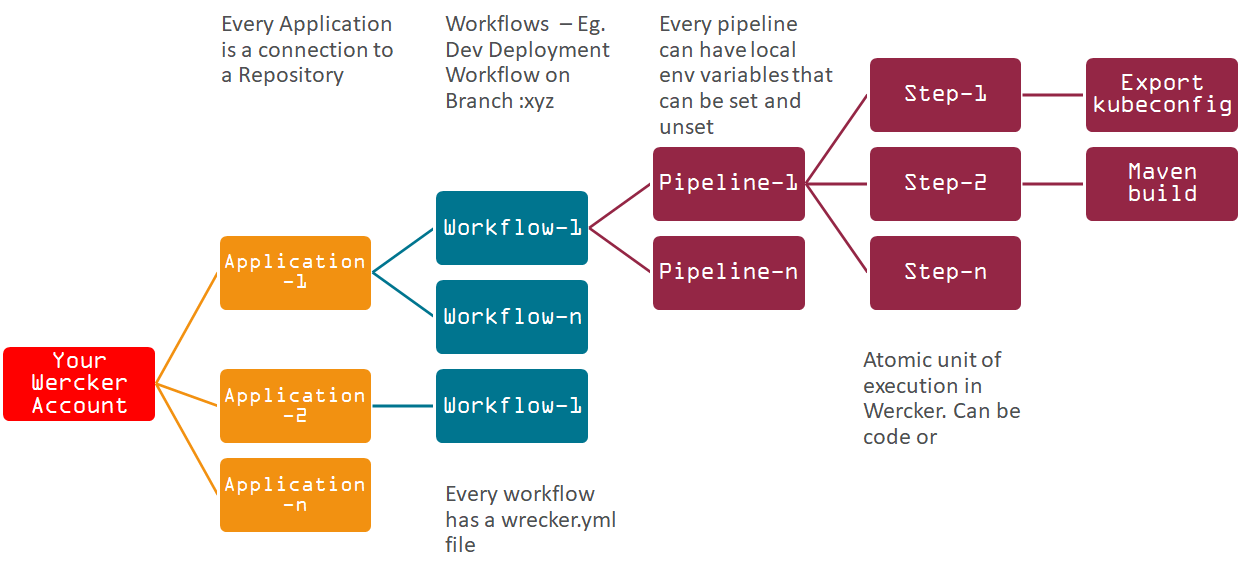 Every Application
is a connection to
a Repository
Workflows – Eg.
Dev Deployment
Workflow on
Branch :xyz
Every pipeline
can have local
env variables that
can be set and
unset
Step-1
Export
kubeconfig
Pipeline-1
Step-2
Maven
build
Workflow-1
Application
-1
Pipeline-n
Step-n
Workflow-n
Your
Wercker
Account
Application
-2
Workflow-1
Atomic unit of
execution in
Wercker. Can be
code or
Application
-n
Every workflow
has a wrecker.yml
file